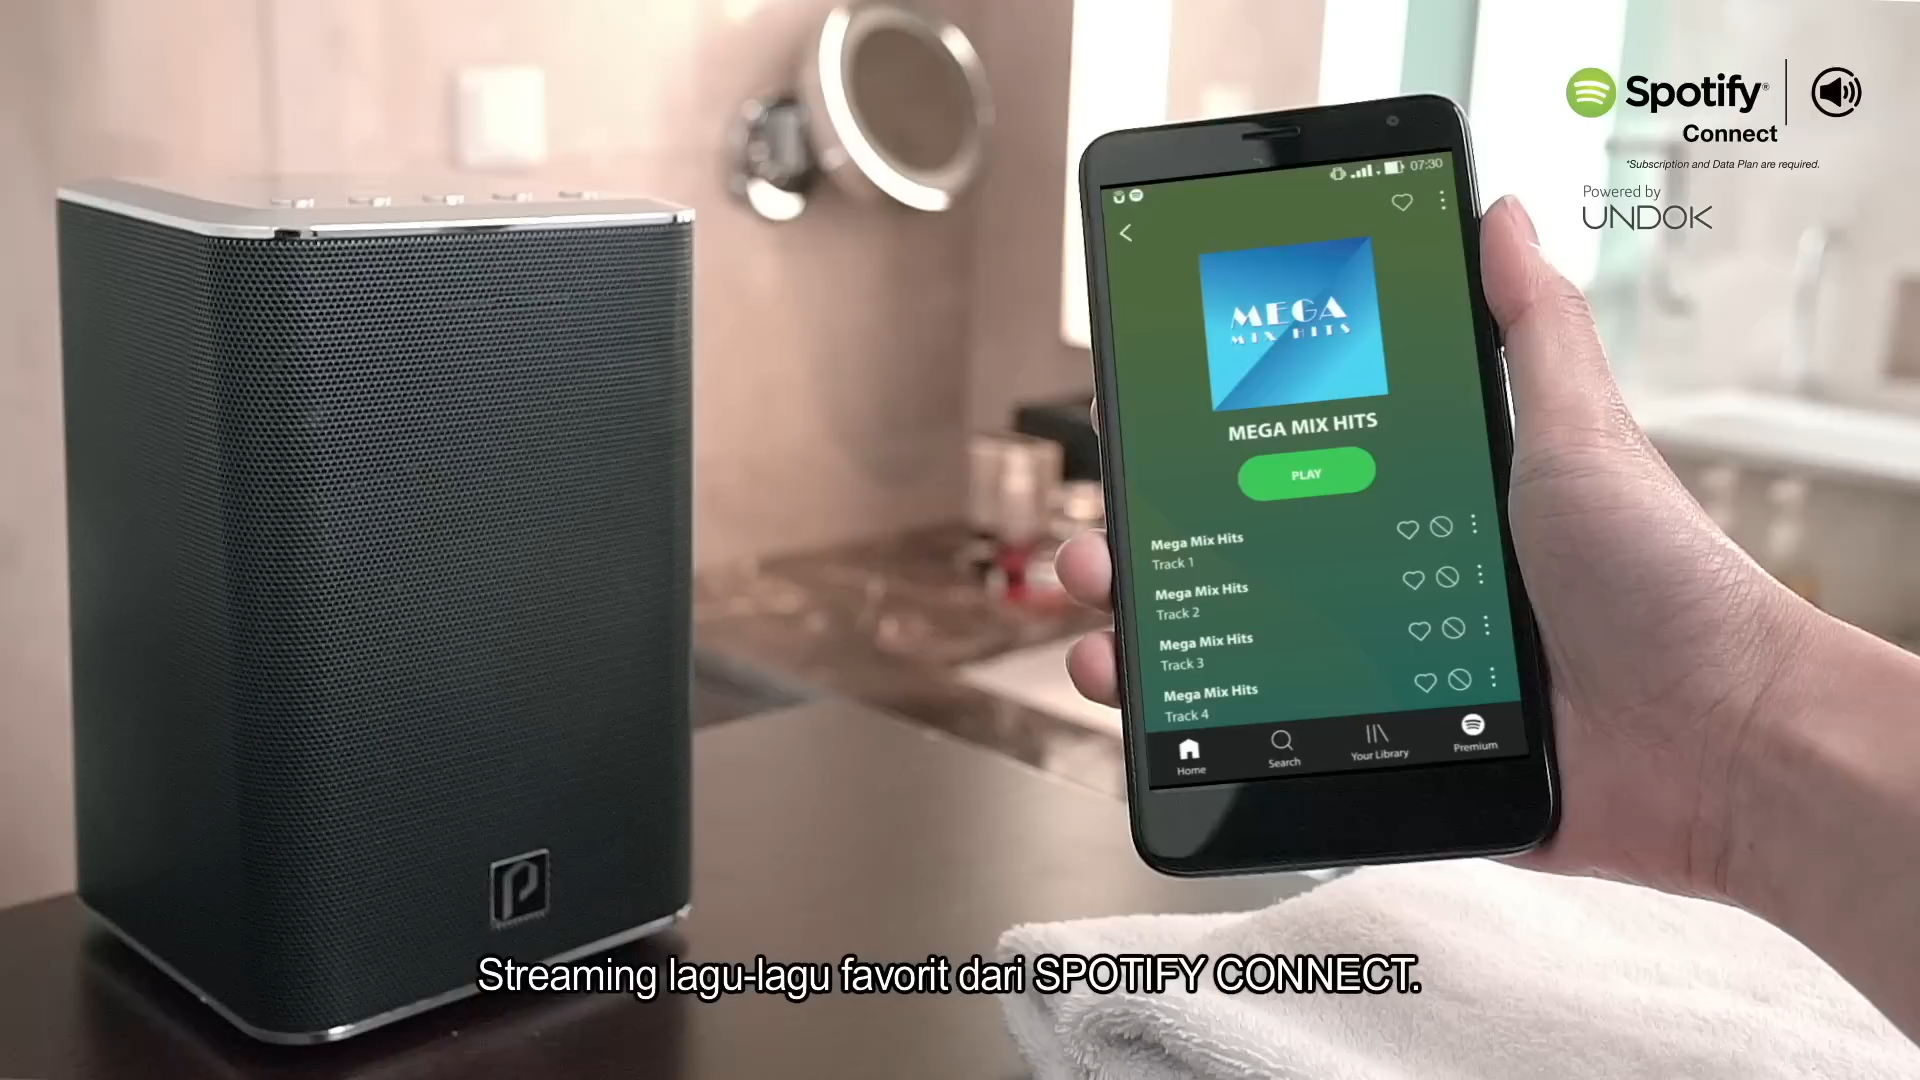 Spotify®
Connect
*Subscription and Data Plan are required.
Powered by
UNDOK
07:30
MEGA
MIX HITS
MEGA MIX HITS
PLAY
Mega Mix Hits
Track 1
Mega Mix Hits
Track 2
Mega Mix Hits
Track 3
Mega Mix Hits
Track 4
Home
Search
Your Library
Premium
P
Streaming lagu-lagu favorit dari SPOTIFY CONNECT.